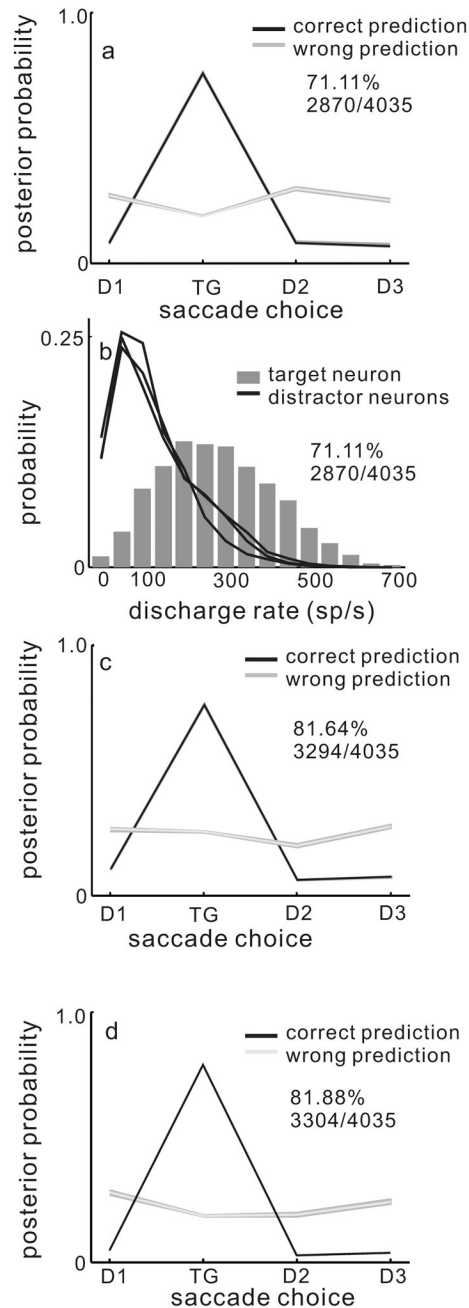 1.0
a
correct prediction
wrong prediction
71.11%
2870/4035
posterior probability
0
D1 TG D2 D3
saccade choice
0.25
b
target neuron
distractor neurons
71.11%
2870/4035
probability
0
0 100 300 500 700
discharge rate (sp/s)
1.0
c
correct prediction
wrong prediction
81.64%
3294/4035
posterior probability
0
D1 TG D2 D3
saccade choice
1.0
d
correct prediction
wrong prediction
81.88%
3304/4035
posterior probability
0
D1 TG D2 D3
saccade choice